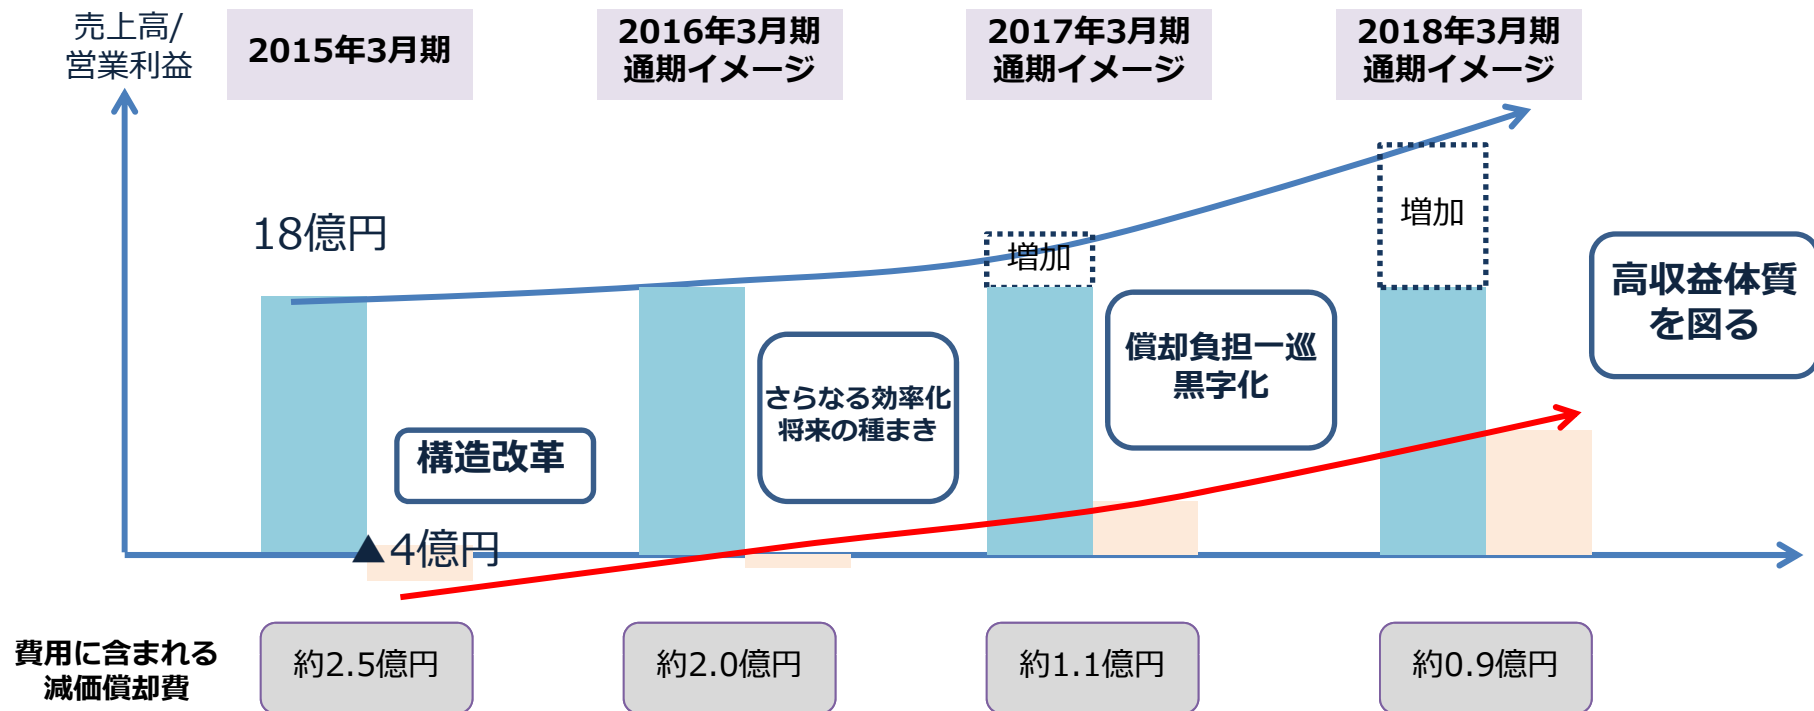 売上高/
営業利益
2015年3月期
2016年3月期
通期イメージ
2017年3月期
通期イメージ
2018年3月期
通期イメージ
18億円
増加
増加
高収益体質
を図る
償却負担一巡
黒字化
さらなる効率化
将来の種まき
構造改革
▲4億円
費用に含まれる
減価償却費
約2.5億円
約2.0億円
約1.1億円
約0.9億円